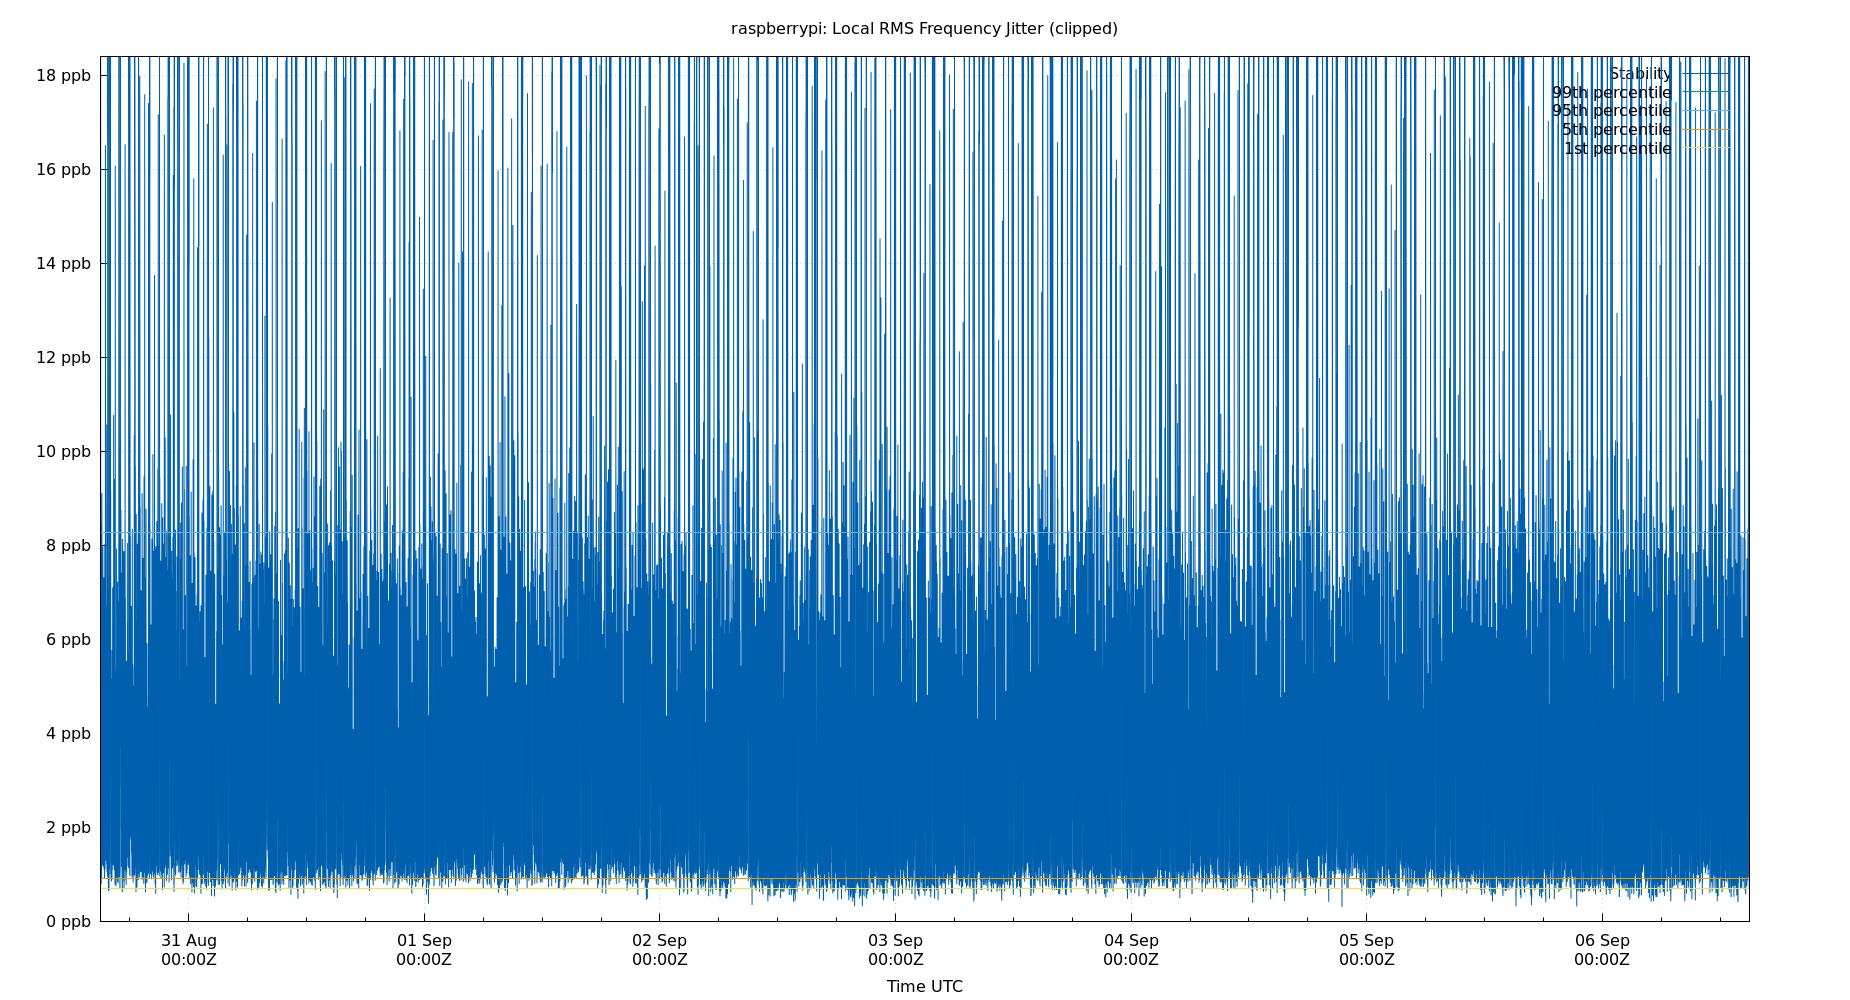 raspberrypi: Local RMS Frequency Jitter (clipped)
18 ppb
16 ppb
14 ppb
12 ppb
10 ppb
8 ppb
6 ppb
4 ppb
2 ppb
0 ppb
Stability
99th percentile
95th percentile
5th percentile
1st percentile
31 Aug
00:00Z
01 Sep
00:00Z
02 Sep
00:00Z
03 Sep
00:00Z
04 Sep
00:00Z
05 Sep
00:00Z
06 Sep
00:00Z
Time UTC